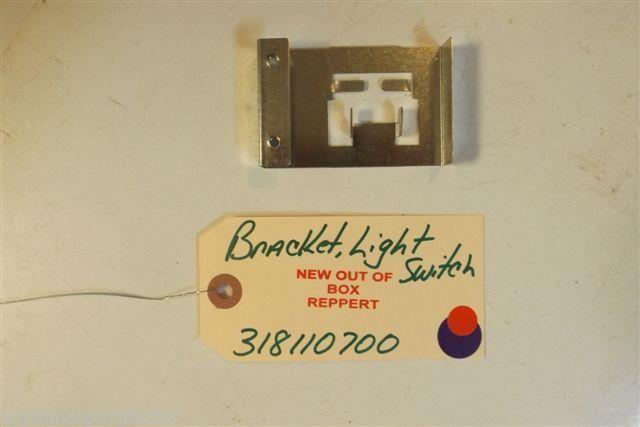 Bracket, Light
Switch
NEW OUT OF
BOX
REPPERT
318110700